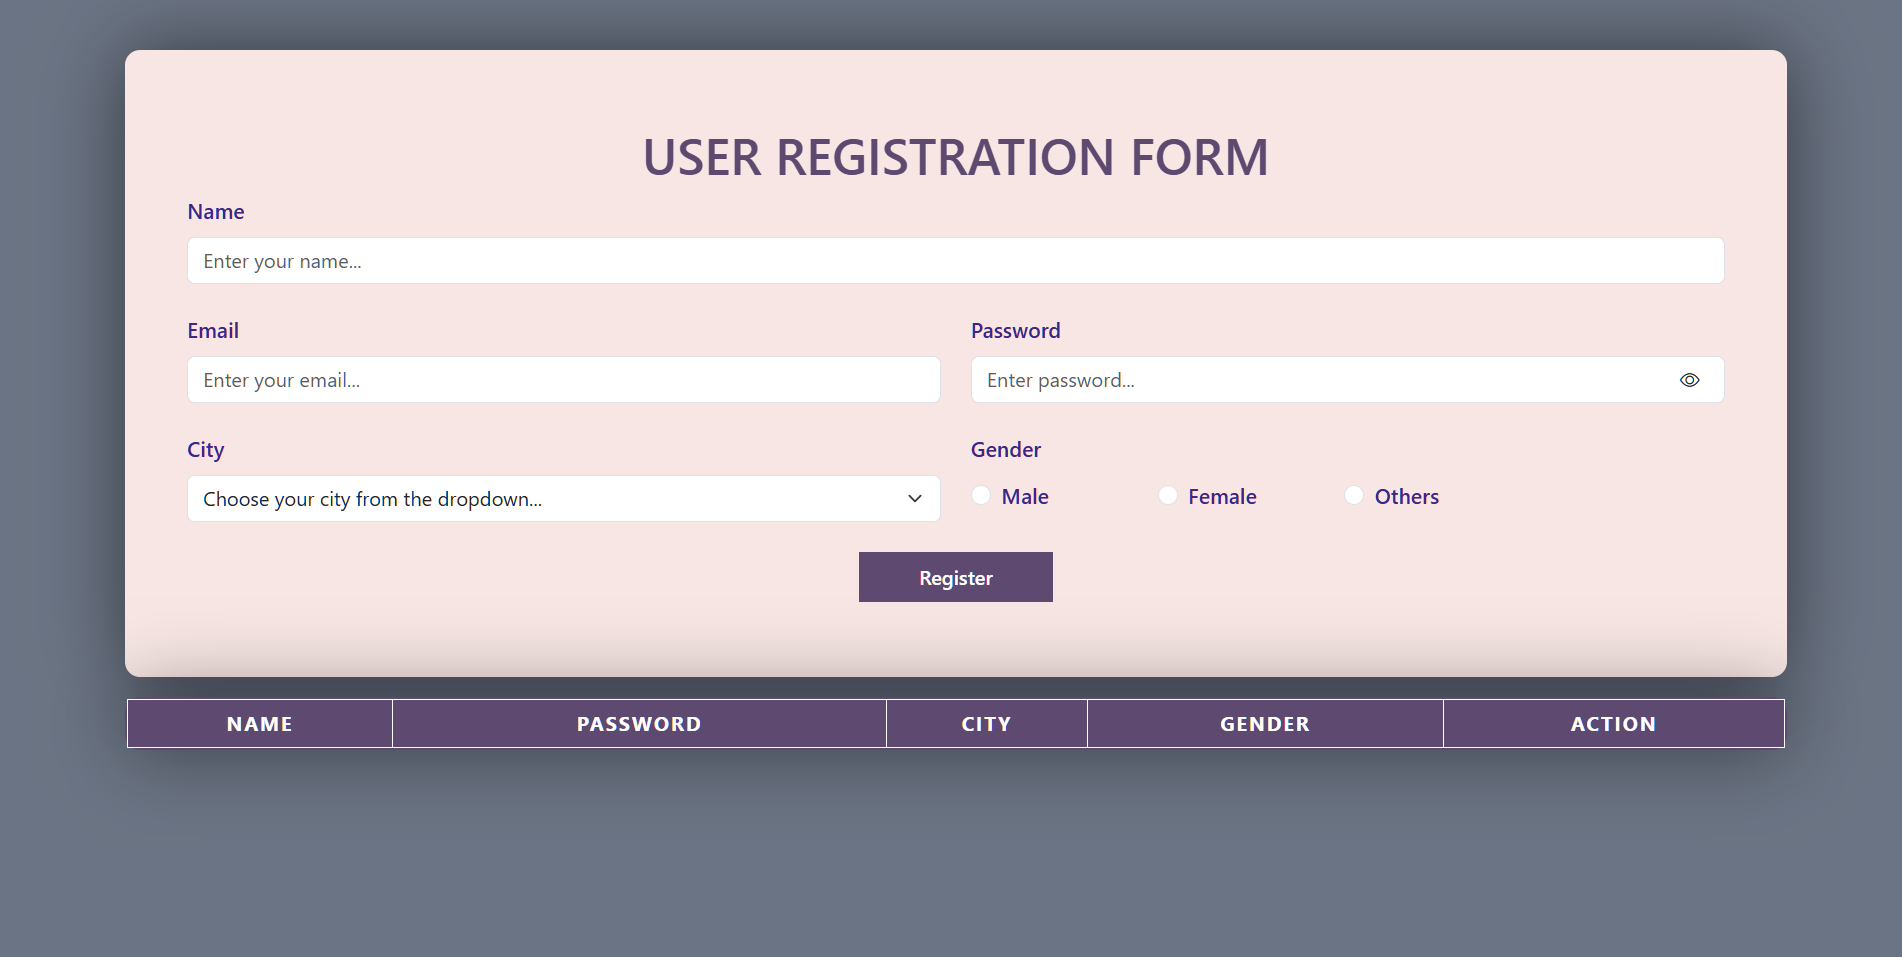 USER REGISTRATION FORM
Name
Enter your name...
Email Password
Enter your email... Enter password...
City Gender
Choose your city from the dropdown... Male Female Others
Register
NAME PASSWORD CITY GENDER ACTION